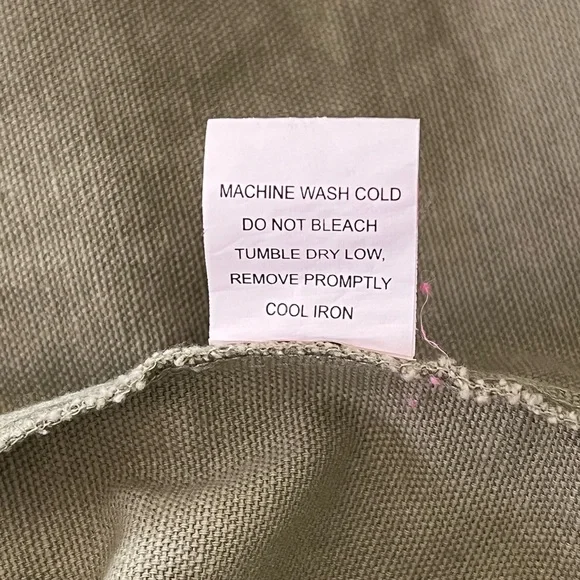 MACHINE WASH COLD
DO NOT BLEACH
TUMBLE DRY LOW,
REMOVE PROMPTLY
COOL IRON